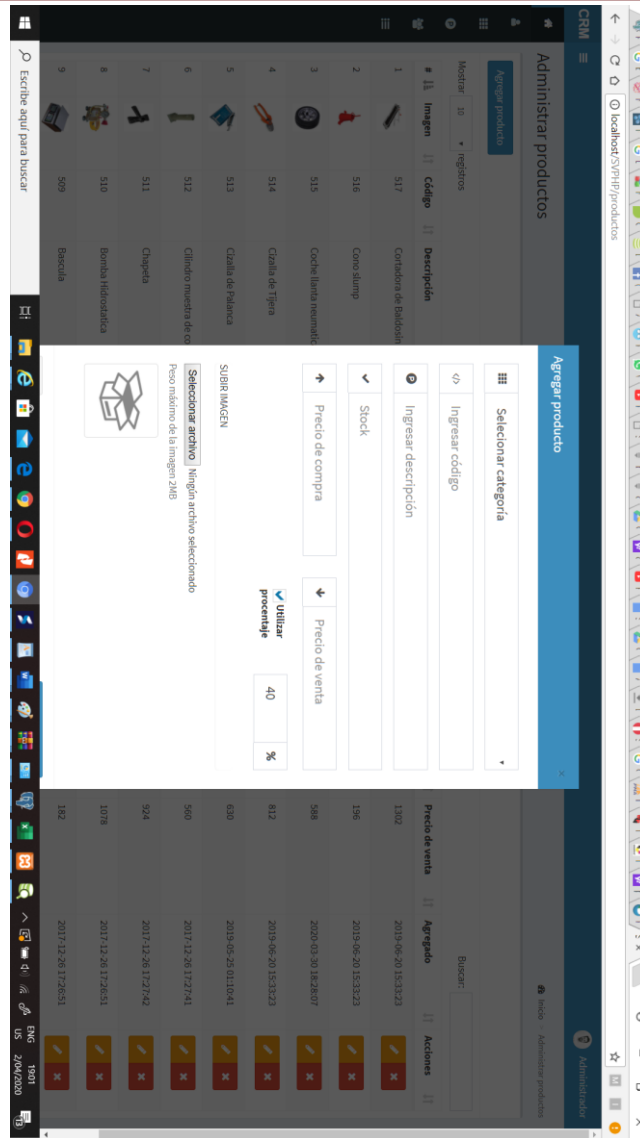 localhost/SVPHP/productos
CRM
Administrador
Administrar productos
Inicio > Administrar productos
Agregar producto
Mostrar 10 registros
Buscar:
# Imagen Código Descripción Precio de venta Agregado Acciones
1 517 Cortadora de Baldosin 1302 2019-06-20 15:33:23
2 516 Cono slump 196 2019-06-20 15:33:23
3 515 Coche llanta neumatic 588 2020-03-30 18:28:07
4 514 Cizalla de Tijera 812 2019-06-20 15:33:23
5 513 Cizalla de Palanca 630 2019-05-25 01:10:41
6 512 Cilindro muestra de co 560 2017-12-26 17:27:41
7 511 Chapeta 924 2017-12-26 17:27:42
8 510 Bomba Hidrostatica 1078 2017-12-26 17:26:51
9 509 Bascula 182 2017-12-26 17:26:51
Agregar producto
Selecionar categoría
Ingresar código
Ingresar descripción
Stock
Precio de compra
Precio de venta
Utilizar
procentaje
40 %
SUBIR IMAGEN
Seleccionar archivo Ningún archivo seleccionado
Peso máximo de la imagen 2MB
Escribe aquí para buscar
ENG
US
19:01
2/04/2020